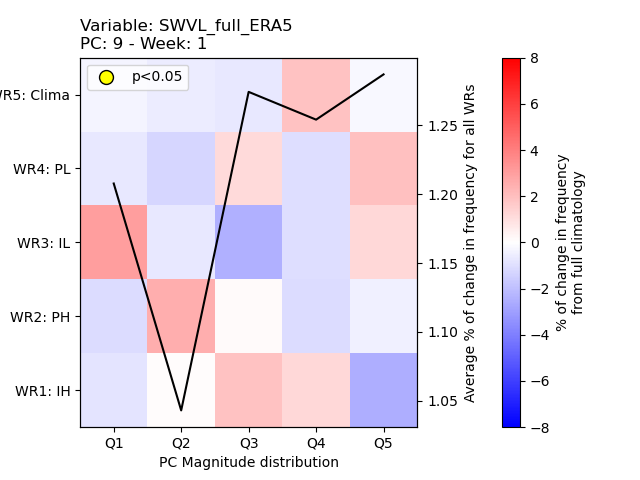 Variable: SWVL_full_ERA5
PC: 9 - Week: 1
p<0.05
WR5: Clima
WR4: PL
WR3: IL
WR2: PH
WR1: IH
Q1 Q2 Q3 Q4 Q5
PC Magnitude distribution
1.25
1.20
1.15
1.10
1.05
Average % of change in frequency for all WRs
8
6
4
2
0
−2
−4
−6
−8
% of change in frequency
from full climatology